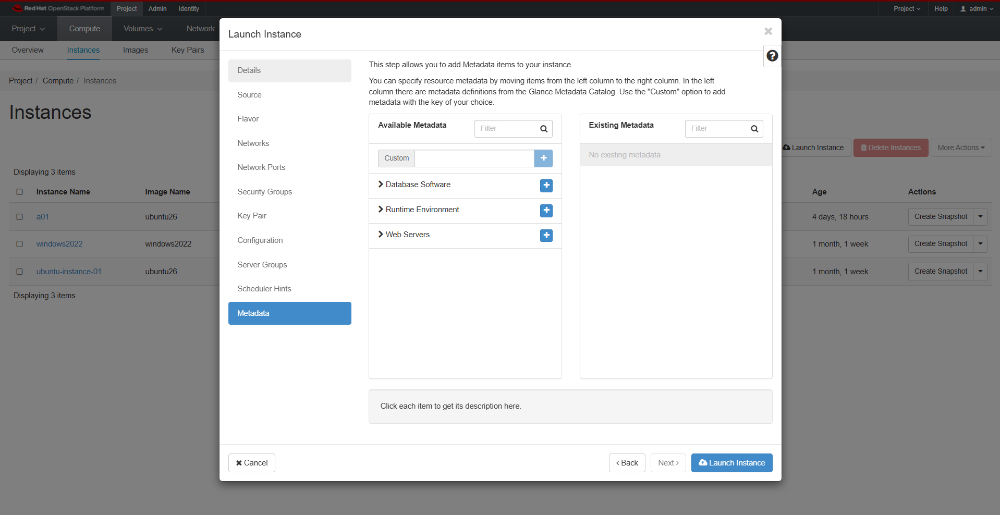 Red Hat OpenStack Platform Project Admin Identity Project Help admin
Project Compute Volumes Network
Overview Instances Images Key Pairs
Project / Compute / Instances
Instances
Launch Instance Delete Instances More Actions
Displaying 3 items
Instance Name Image Name Age Actions
a01 ubuntu26 4 days, 18 hours Create Snapshot
windows2022 windows2022 1 month, 1 week Create Snapshot
ubuntu-instance-01 ubuntu26 1 month, 1 week Create Snapshot
Displaying 3 items
Launch Instance
Details
Source
Flavor
Networks
Network Ports
Security Groups
Key Pair
Configuration
Server Groups
Scheduler Hints
Metadata
This step allows you to add Metadata items to your instance.
You can specify resource metadata by moving items from the left column to the right column. In the left
column there are metadata definitions from the Glance Metadata Catalog. Use the "Custom" option to add
metadata with the key of your choice.
Available Metadata Filter
Custom
Database Software
Runtime Environment
Web Servers
Existing Metadata Filter
No existing metadata
Click each item to get its description here.
Cancel < Back Next > Launch Instance